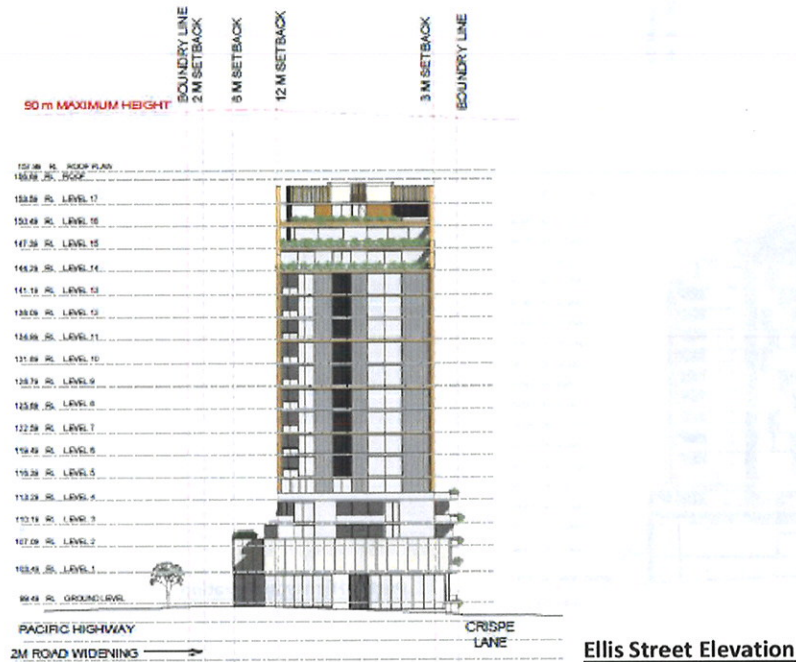 BOUNDRY LINE
2 M SETBACK
6 M SETBACK
12 M SETBACK
3 M SETBACK
BOUNDRY LINE
90 m MAXIMUM HEIGHT
RL ROOF PLAN
RL ROOF
153.59 RL LEVEL 17
150.49 RL LEVEL 16
147.39 RL LEVEL 15
144.29 RL LEVEL 14
141.19 RL LEVEL 13
138.09 RL LEVEL 12
134.99 RL LEVEL 11
131.89 RL LEVEL 10
128.79 RL LEVEL 9
125.69 RL LEVEL 8
122.59 RL LEVEL 7
119.49 RL LEVEL 6
116.39 RL LEVEL 5
113.29 RL LEVEL 4
110.19 RL LEVEL 3
107.09 RL LEVEL 2
103.49 RL LEVEL 1
99.49 RL GROUND LEVEL
PACIFIC HIGHWAY
CRISPE
LANE
2M ROAD WIDENING
Ellis Street Elevation